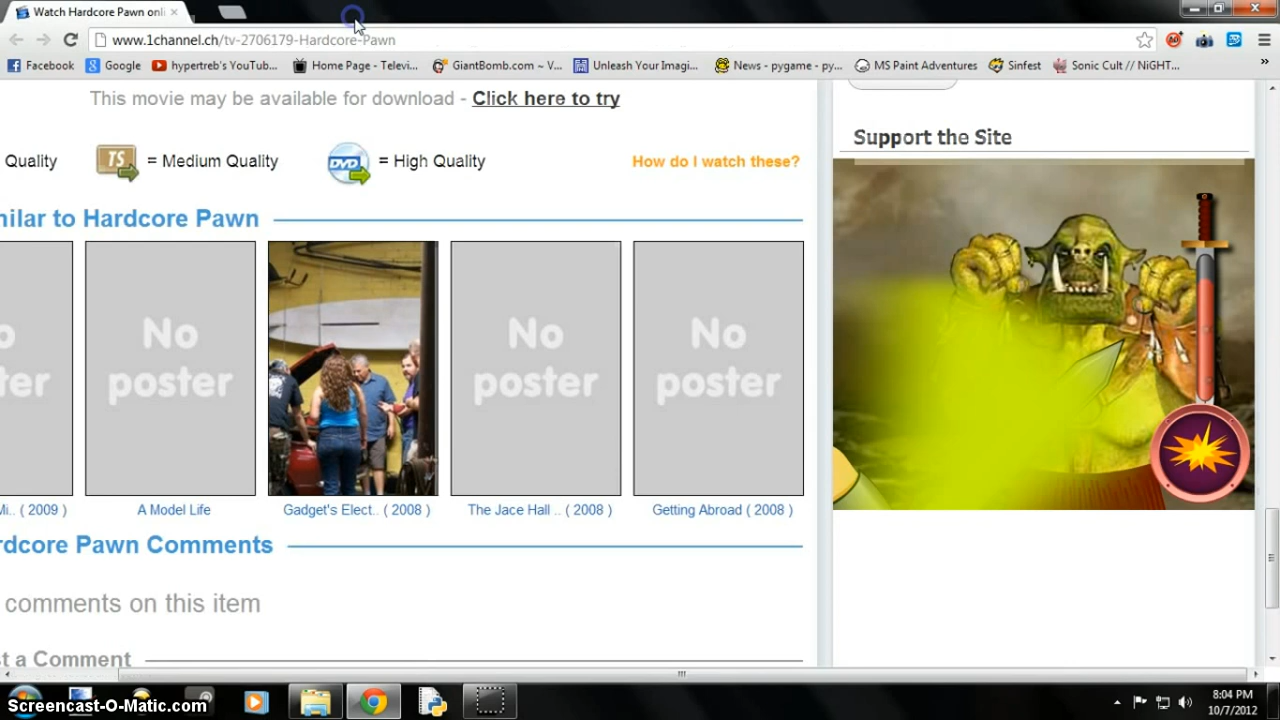 Watch Hardcore Pawn onli
www.1channel.ch/tv-2706179-Hardcore-Pawn
Facebook
Google
hypertreb's YouTub...
Home Page - Televi...
GiantBomb.com ~ V...
Unleash Your Imagi...
News - pygame - py...
MS Paint Adventures
Sinfest
Sonic Cult // NiGHT...
»
This movie may be available for download - Click here to try
Support the Site
Quality
TS
= Medium Quality
DVD
= High Quality
How do I watch these?
milar to Hardcore Pawn
o
ter
No
poster
No
poster
No
poster
Mi.. ( 2009 )
A Model Life
Gadget's Elect.. ( 2008 )
The Jace Hall .. ( 2008 )
Getting Abroad ( 2008 )
rdcore Pawn Comments
comments on this item
st a Comment
Screencast-O-Matic.com
8:04 PM
10/7/2012